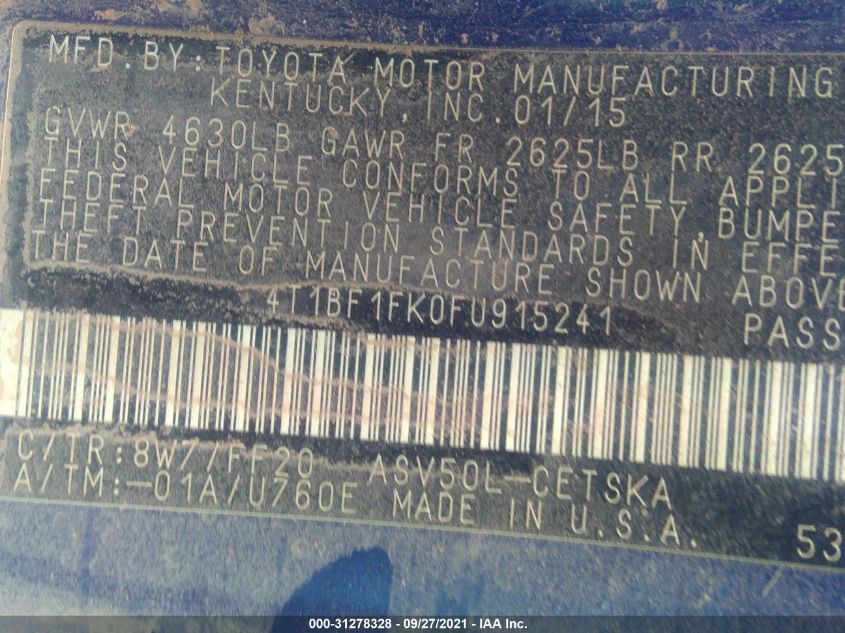 MFD.BY:TOYOTA MOTOR MANUFACTURING
KENTUCKY,INC.01/15
GVWR 4630LB GAWR FR 2625LB RR 2625
THIS VEHICLE CONFORMS TO ALL APPLI
FEDERAL MOTOR VEHICLE SAFETY,BUMPE
THEFT PREVENTION STANDARDS IN EFFE
THE DATE OF MANUFACTURE SHOWN ABOVE
4T1BF1FK0FU915241 PASS
C/TR:8W77/FF20 ASV50L-CETSKA
A/TM:-01A/U760E MADE IN U.S.A. 53
000-31278328 - 09/27/2021 - IAA Inc.